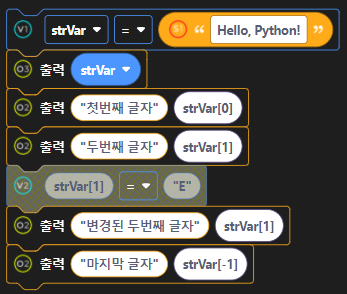 V1 strVar = S1 “ Hello, Python! ”
O3 출력 strVar
O2 출력 "첫번째 글자" strVar[0]
O2 출력 "두번째 글자" strVar[1]
V2 strVar[1] = "E"
O2 출력 "변경된 두번째 글자" strVar[1]
O2 출력 "마지막 글자" strVar[-1]